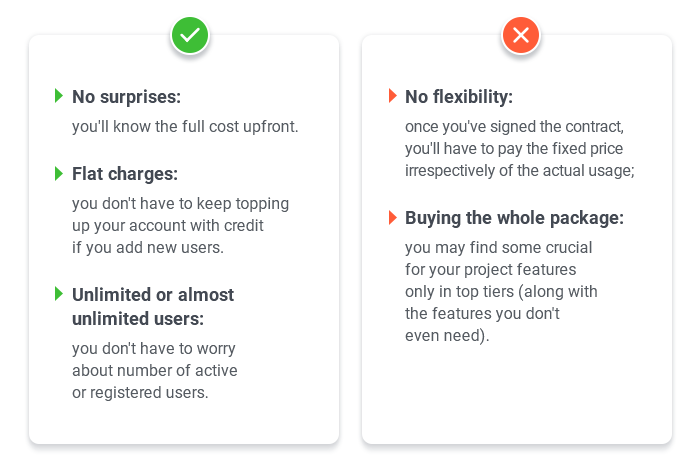 No surprises:
you'll know the full cost upfront.
Flat charges:
you don't have to keep topping
up your account with credit
if you add new users.
Unlimited or almost
unlimited users:
you don't have to worry
about number of active
or registered users.
No flexibility:
once you've signed the contract,
you'll have to pay the fixed price
irrespectively of the actual usage;
Buying the whole package:
you may find some crucial
for your project features
only in top tiers (along with
the features you don't
even need).